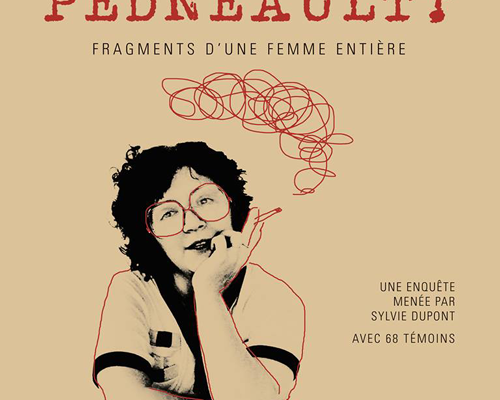 PEDNEAULT?
FRAGMENTS D'UNE FEMME ENTIÈRE
UNE ENQUÊTE
MENÉE PAR
SYLVIE DUPONT
AVEC 68 TÉMOINS